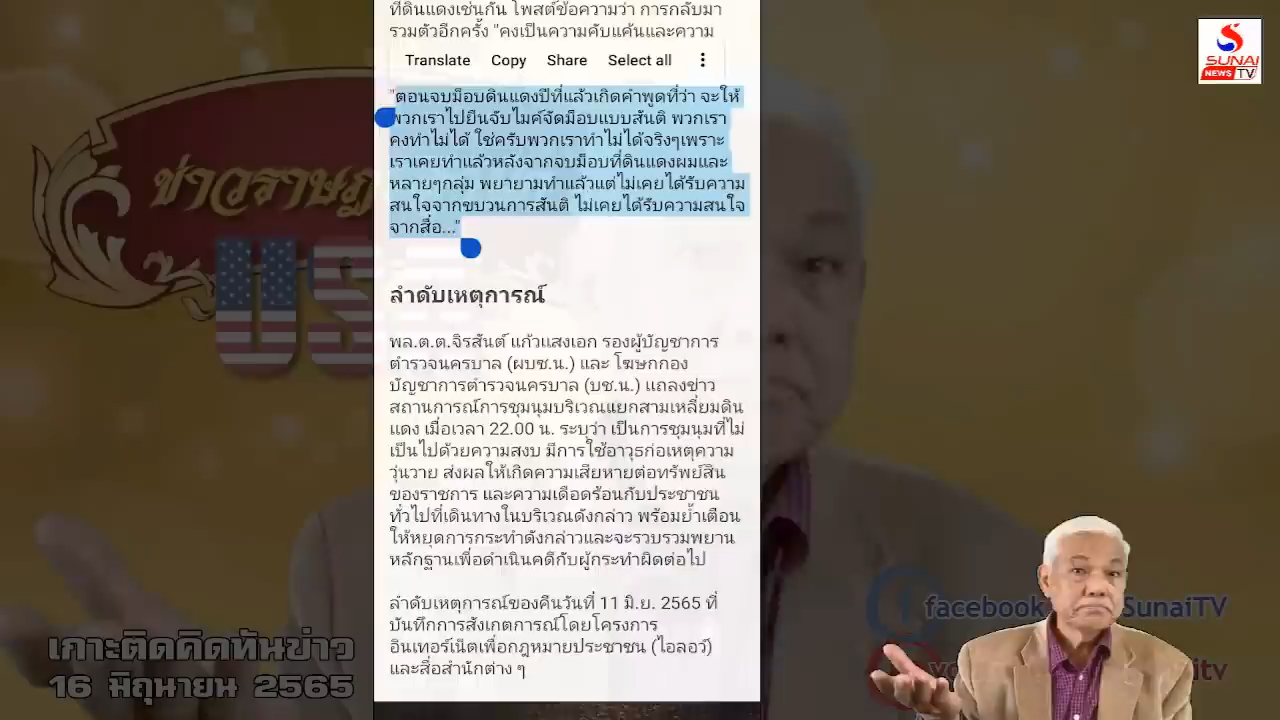 ที่ดินแดงเช่นกัน โพสต์ข้อความว่า การกลับมา
รวมตัวอีกครั้ง "คงเป็นความคับแค้นและความ
Translate Copy Share Select all
"ตอนจบม็อบดินแดงปีที่แล้วเกิดคำพูดที่ว่า จะให้
พวกเราไปยืนจับไมค์จัดม็อบแบบสันติ พวกเรา
คงทำไม่ได้ ใช่ครับพวกเราทำไม่ได้จริงๆเพราะ
เราเคยทำแล้วหลังจากจบม็อบที่ดินแดงผมและ
หลายๆกลุ่ม พยายามทำแล้วแต่ไม่เคยได้รับความ
สนใจจากขบวนการสันติ ไม่เคยได้รับความสนใจ
จากสื่อ..."
ลำดับเหตุการณ์
พล.ต.ต.จิรสันต์ แก้วแสงเอก รองผู้บัญชาการ
ตำรวจนครบาล (ผบช.น.) และ โฆษกกอง
บัญชาการตำรวจนครบาล (บช.น.) แถลงข่าว
สถานการณ์การชุมนุมบริเวณแยกสามเหลี่ยมดิน
แดง เมื่อเวลา 22.00 น. ระบุว่า เป็นการชุมนุมที่ไม่
เป็นไปด้วยความสงบ มีการใช้อาวุธก่อเหตุความ
วุ่นวาย ส่งผลให้เกิดความเสียหายต่อทรัพย์สิน
ของราชการ และความเดือดร้อนกับประชาชน
ทั่วไปที่เดินทางในบริเวณดังกล่าว พร้อมย้ำเตือน
ให้หยุดการกระทำดังกล่าวและจะรวบรวมพยาน
หลักฐานเพื่อดำเนินคดีกับผู้กระทำผิดต่อไป
ลำดับเหตุการณ์ของคืนวันที่ 11 มิ.ย. 2565 ที่
บันทึกการสังเกตการณ์โดยโครงการ
อินเทอร์เน็ตเพื่อกฎหมายประชาชน (ไอลอว์)
และสื่อสำนักต่าง ๆ
SUNAI
NEWS TV
ข่าวราษฎ
US
เกาะติดคิดทันข่าว
16 มิถุนายน 2565
facebook SunaiTV